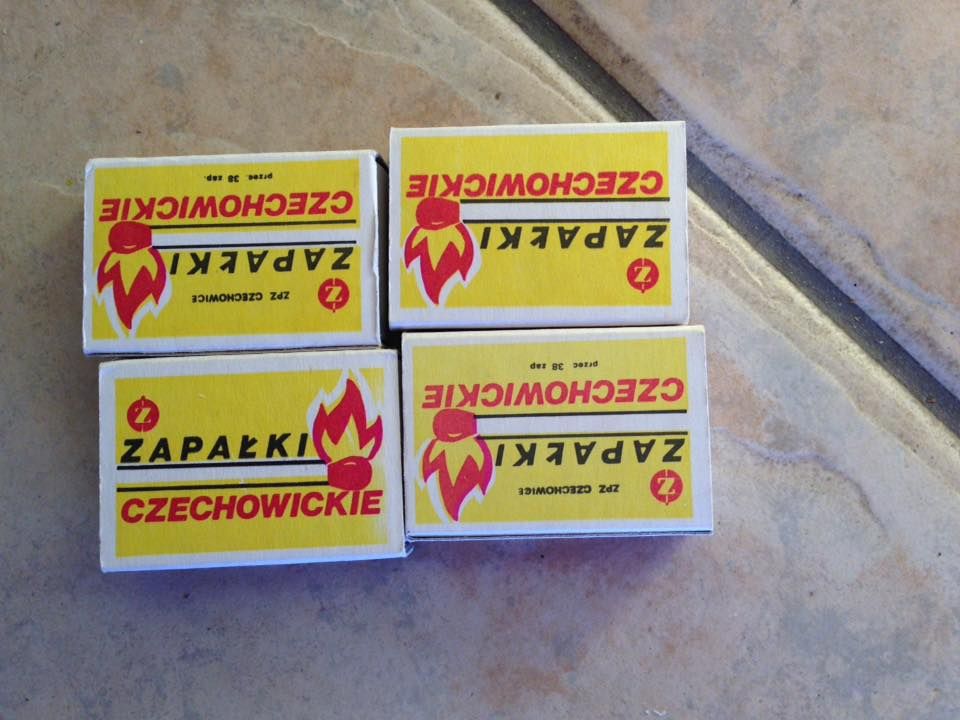 ZPZ CZECHOWICE
ZAPAŁKI
CZECHOWICKIE
przec. 38 zap.
Ż
ZAPAŁKI
CZECHOWICKIE
Ż
ZAPAŁKI
CZECHOWICKIE
Ż
ZPZ CZECHOWICE
ZAPAŁKI
CZECHOWICKIE
przec 38 zap
Ż